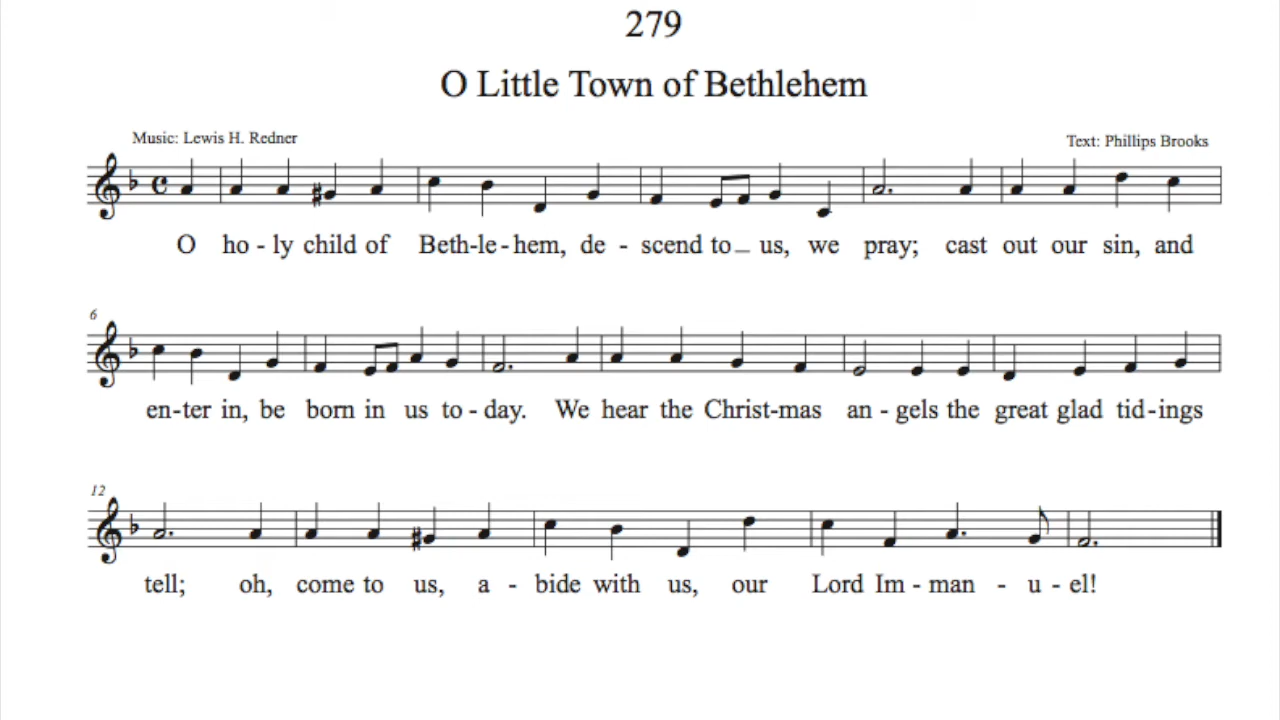 279
O Little Town of Bethlehem
Music: Lewis H. Redner
Text: Phillips Brooks
O ho - ly child of Beth-le - hem, de - scend to _ us, we pray; cast out our sin, and
6
en-ter in, be born in us to - day. We hear the Christ-mas an - gels the great glad tid - ings
12
tell; oh, come to us, a - bide with us, our Lord Im - man - u - el!